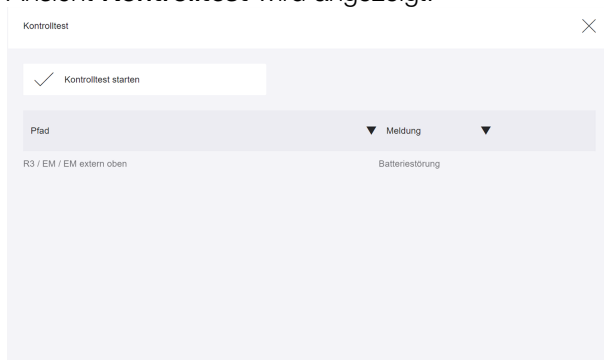 Ansicht Kontrolltest wird angezeigt.
Kontrolltest
Kontrolltest starten
Pfad Meldung
R3 / EM / EM extern oben Batteriestörung